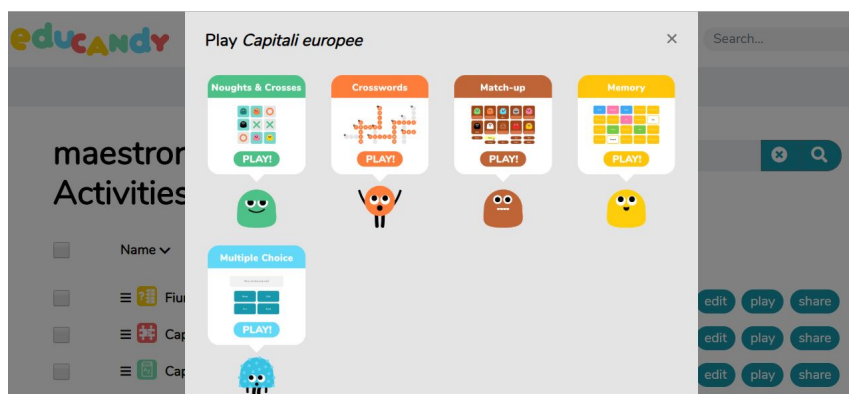 educandy
Play Capitali europee
×
Search...
Noughts & Crosses
Crosswords
Match-up
Memory
PLAY!
PLAY!
PLAY!
PLAY!
maestror
Activities
Name
Multiple Choice
PLAY!
Fiu
edit play share
Cap
edit play share
Cap
edit play share